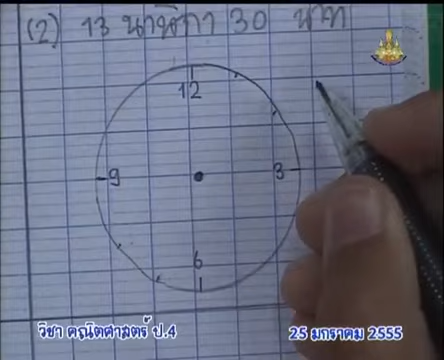 (2) 13 นาฬิกา 30 นาที
12
9 3
6
วิชา คณิตศาสตร์ ป.4 25 มกราคม 2555